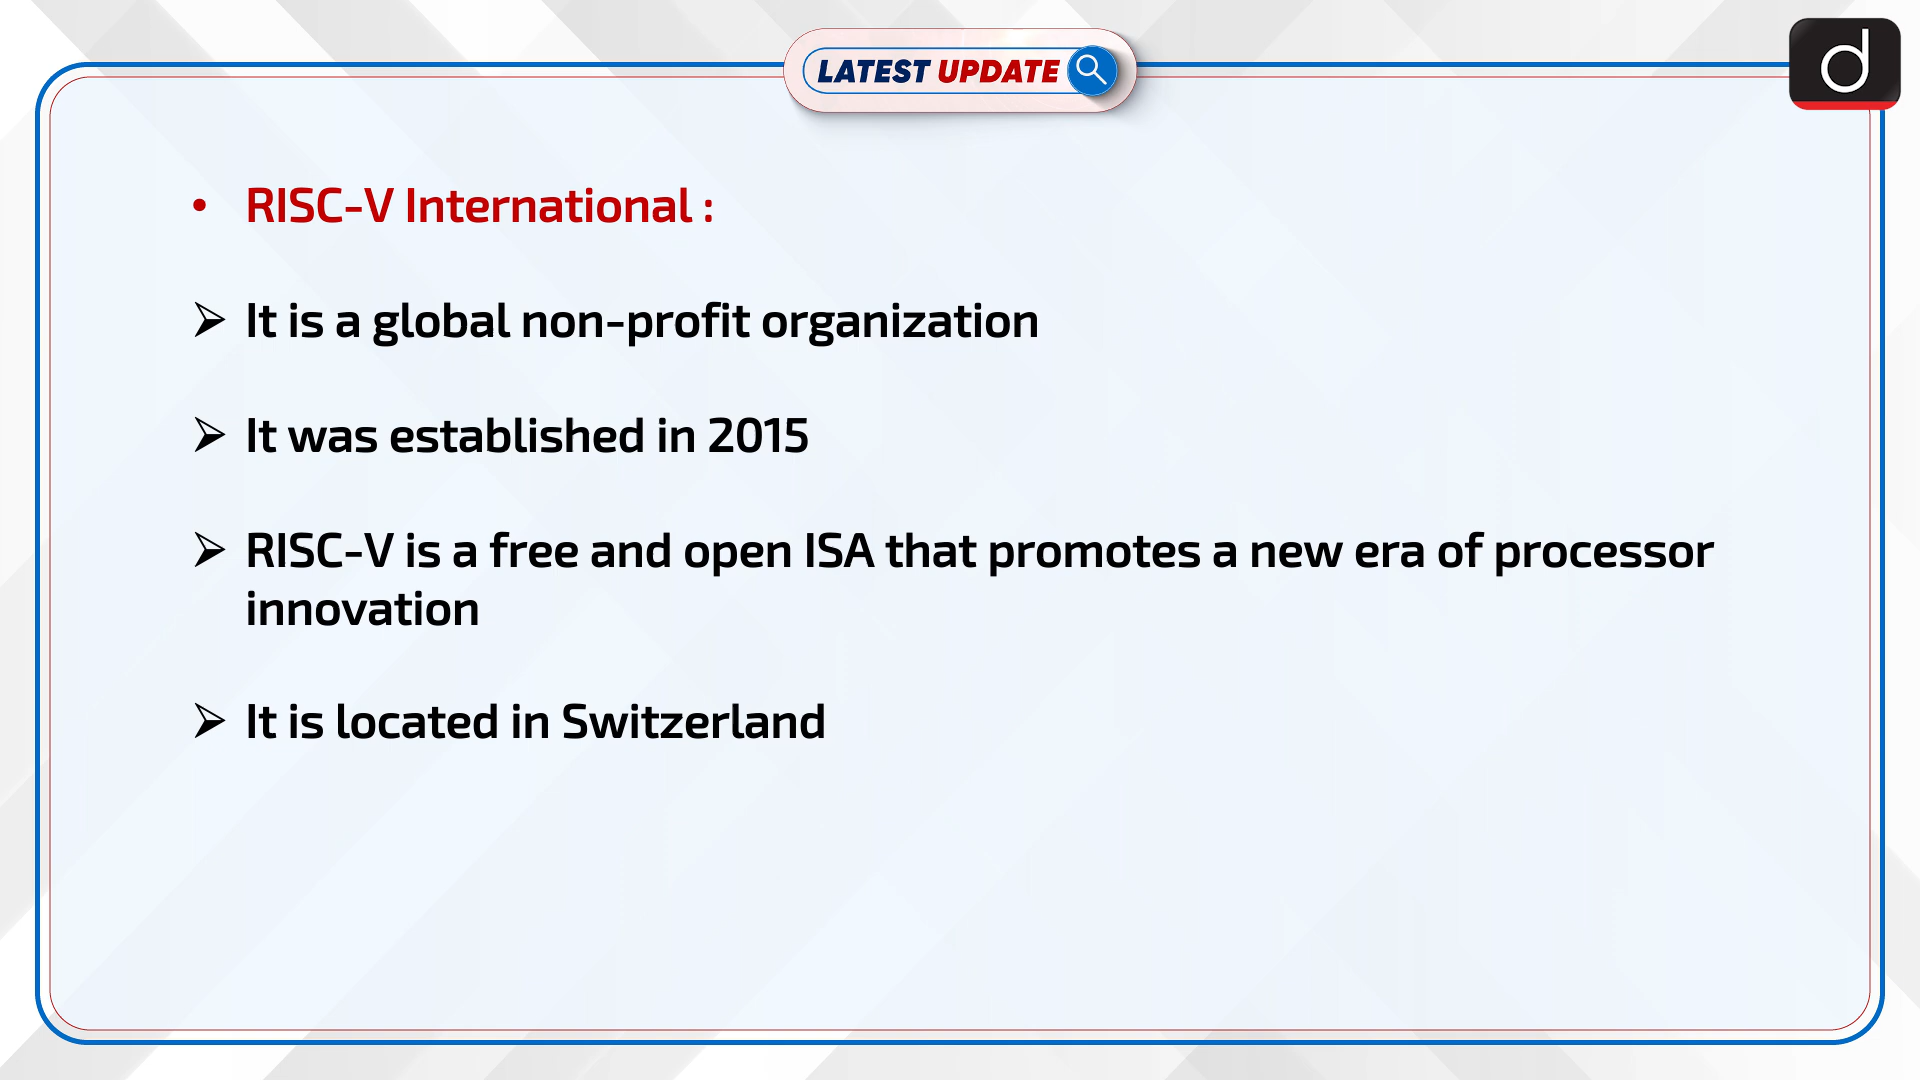 LATEST UPDATE
d
• RISC-V International :
➢ It is a global non-profit organization
➢ It was established in 2015
➢ RISC-V is a free and open ISA that promotes a new era of processor
innovation
➢ It is located in Switzerland